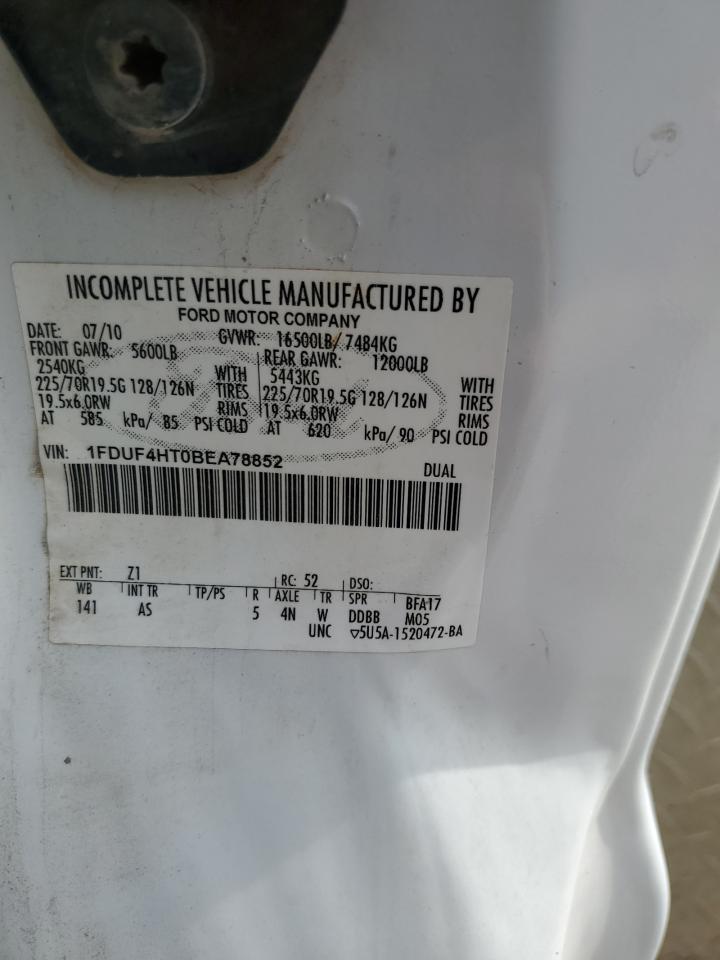 INCOMPLETE VEHICLE MANUFACTURED BY
FORD MOTOR COMPANY
DATE: 07/10 GVWR: 16500LB/ 7484KG
FRONT GAWR: 5600LB REAR GAWR: 12000LB
2540KG WITH 5443KG WITH
225/70R19.5G 128/126N TIRES 225/70R19.5G 128/126N TIRES
19.5x6.0RW RIMS 19.5x6.0RW RIMS
AT 585 kPa/ 85 PSI COLD AT 620 kPa/ 90 PSI COLD
VIN: 1FDUF4HT0BEA78852 DUAL
EXT PNT: Z1 RC: 52 DSO:
WB INT TR TP/PS R AXLE TR SPR BFA17
141 AS 5 4N W DDBB M05
UNC ▽5U5A-1520472-BA